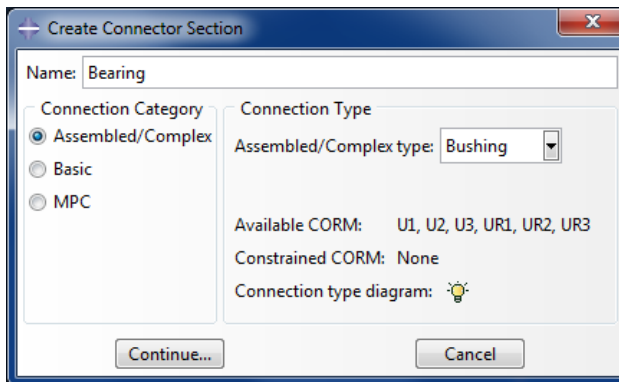 Create Connector Section
Name: Bearing
Connection Category
Assembled/Complex
Basic
MPC
Connection Type
Assembled/Complex type: Bushing
Available CORM: U1, U2, U3, UR1, UR2, UR3
Constrained CORM: None
Connection type diagram:
Continue... Cancel